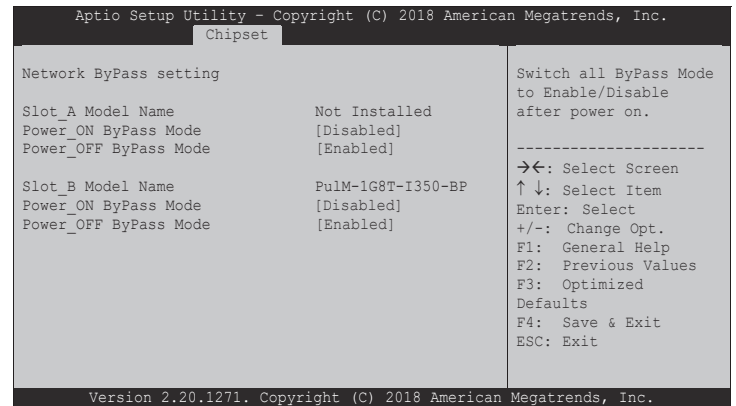 Aptio Setup Utility – Copyright (C) 2018 American Megatrends, Inc.
Chipset
Network ByPass setting
Slot_A Model Name Not Installed
Power_ON ByPass Mode [Disabled]
Power_OFF ByPass Mode [Enabled]
Slot_B Model Name PulM-1G8T-I350-BP
Power_ON ByPass Mode [Disabled]
Power_OFF ByPass Mode [Enabled]
Switch all ByPass Mode
to Enable/Disable
after power on.
---------------------
→←: Select Screen
↑ ↓: Select Item
Enter: Select
+/-: Change Opt.
F1: General Help
F2: Previous Values
F3: Optimized
Defaults
F4: Save & Exit
ESC: Exit
Version 2.20.1271. Copyright (C) 2018 American Megatrends, Inc.